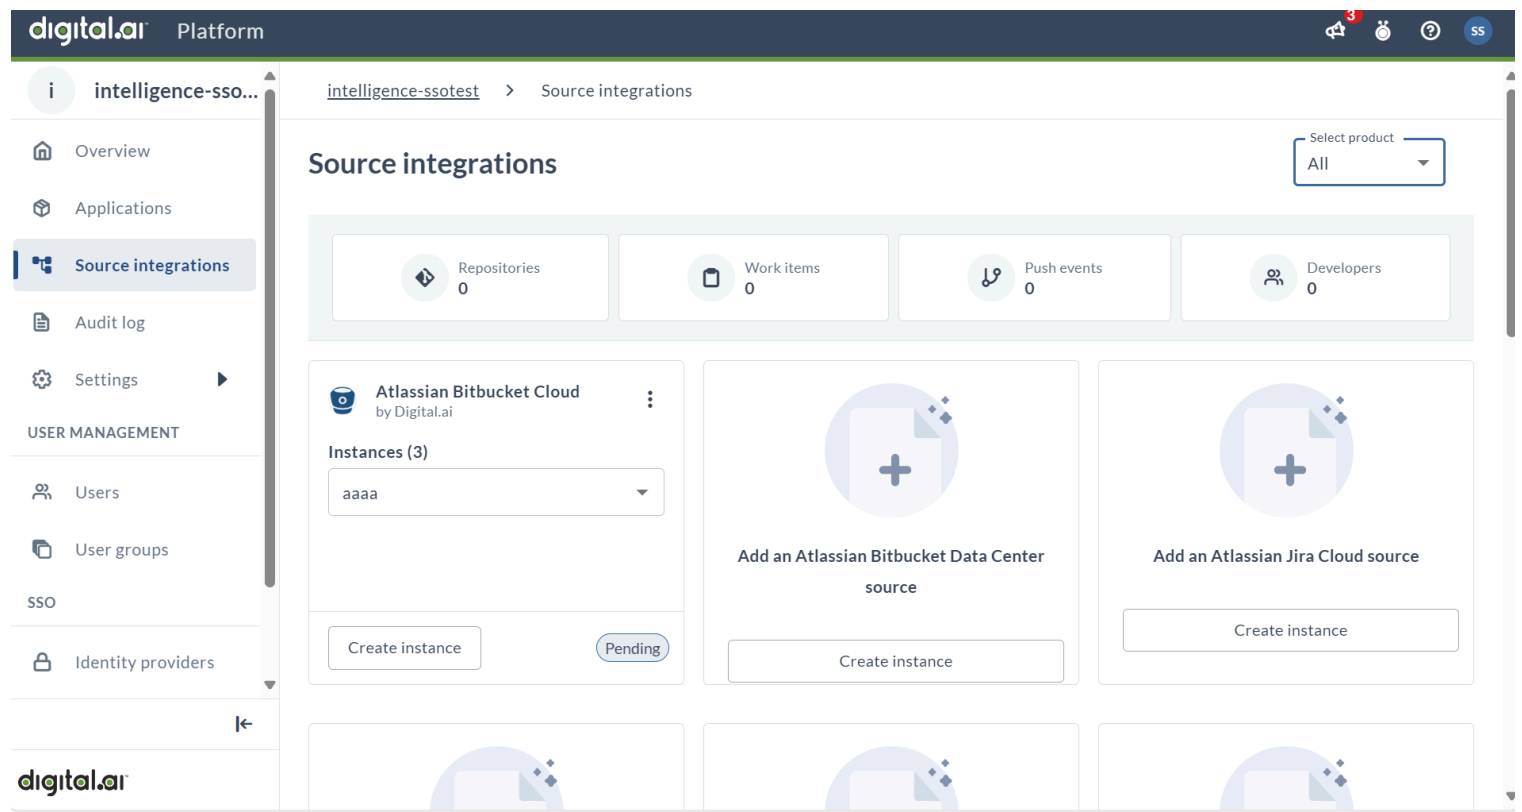 digital.ai Platform
3
SS
i intelligence-sso...
intelligence-ssotest > Source integrations
Overview
Applications
Source integrations
Audit log
Settings
USER MANAGEMENT
Users
User groups
SSO
Identity providers
digital.ai
Source integrations
Select product
All
Repositories
0
Work items
0
Push events
0
Developers
0
Atlassian Bitbucket Cloud
by Digital.ai
Instances (3)
aaaa
Create instance
Pending
Add an Atlassian Bitbucket Data Center
source
Create instance
Add an Atlassian Jira Cloud source
Create instance